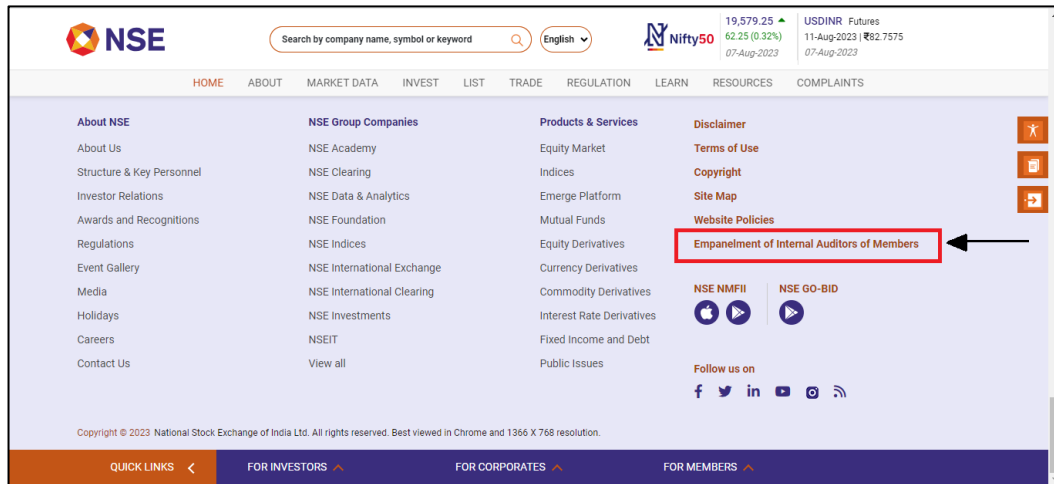 NSE
Search by company name, symbol or keyword
English
Nifty50
19,579.25
62.25 (0.32%)
07-Aug-2023
USDINR Futures
11-Aug-2023 | ₹82.7575
07-Aug-2023
HOME ABOUT MARKET DATA INVEST LIST TRADE REGULATION LEARN RESOURCES COMPLAINTS
About NSE
About Us
Structure & Key Personnel
Investor Relations
Awards and Recognitions
Regulations
Event Gallery
Media
Holidays
Careers
Contact Us
NSE Group Companies
NSE Academy
NSE Clearing
NSE Data & Analytics
NSE Foundation
NSE Indices
NSE International Exchange
NSE International Clearing
NSE Investments
NSEIT
View all
Products & Services
Equity Market
Indices
Emerge Platform
Mutual Funds
Equity Derivatives
Currency Derivatives
Commodity Derivatives
Interest Rate Derivatives
Fixed Income and Debt
Public Issues
Disclaimer
Terms of Use
Copyright
Site Map
Website Policies
Empanelment of Internal Auditors of Members
NSE NMFII
NSE GO-BID
Follow us on
Copyright © 2023 National Stock Exchange of India Ltd. All rights reserved. Best viewed in Chrome and 1366 X 768 resolution.
QUICK LINKS FOR INVESTORS FOR CORPORATES FOR MEMBERS